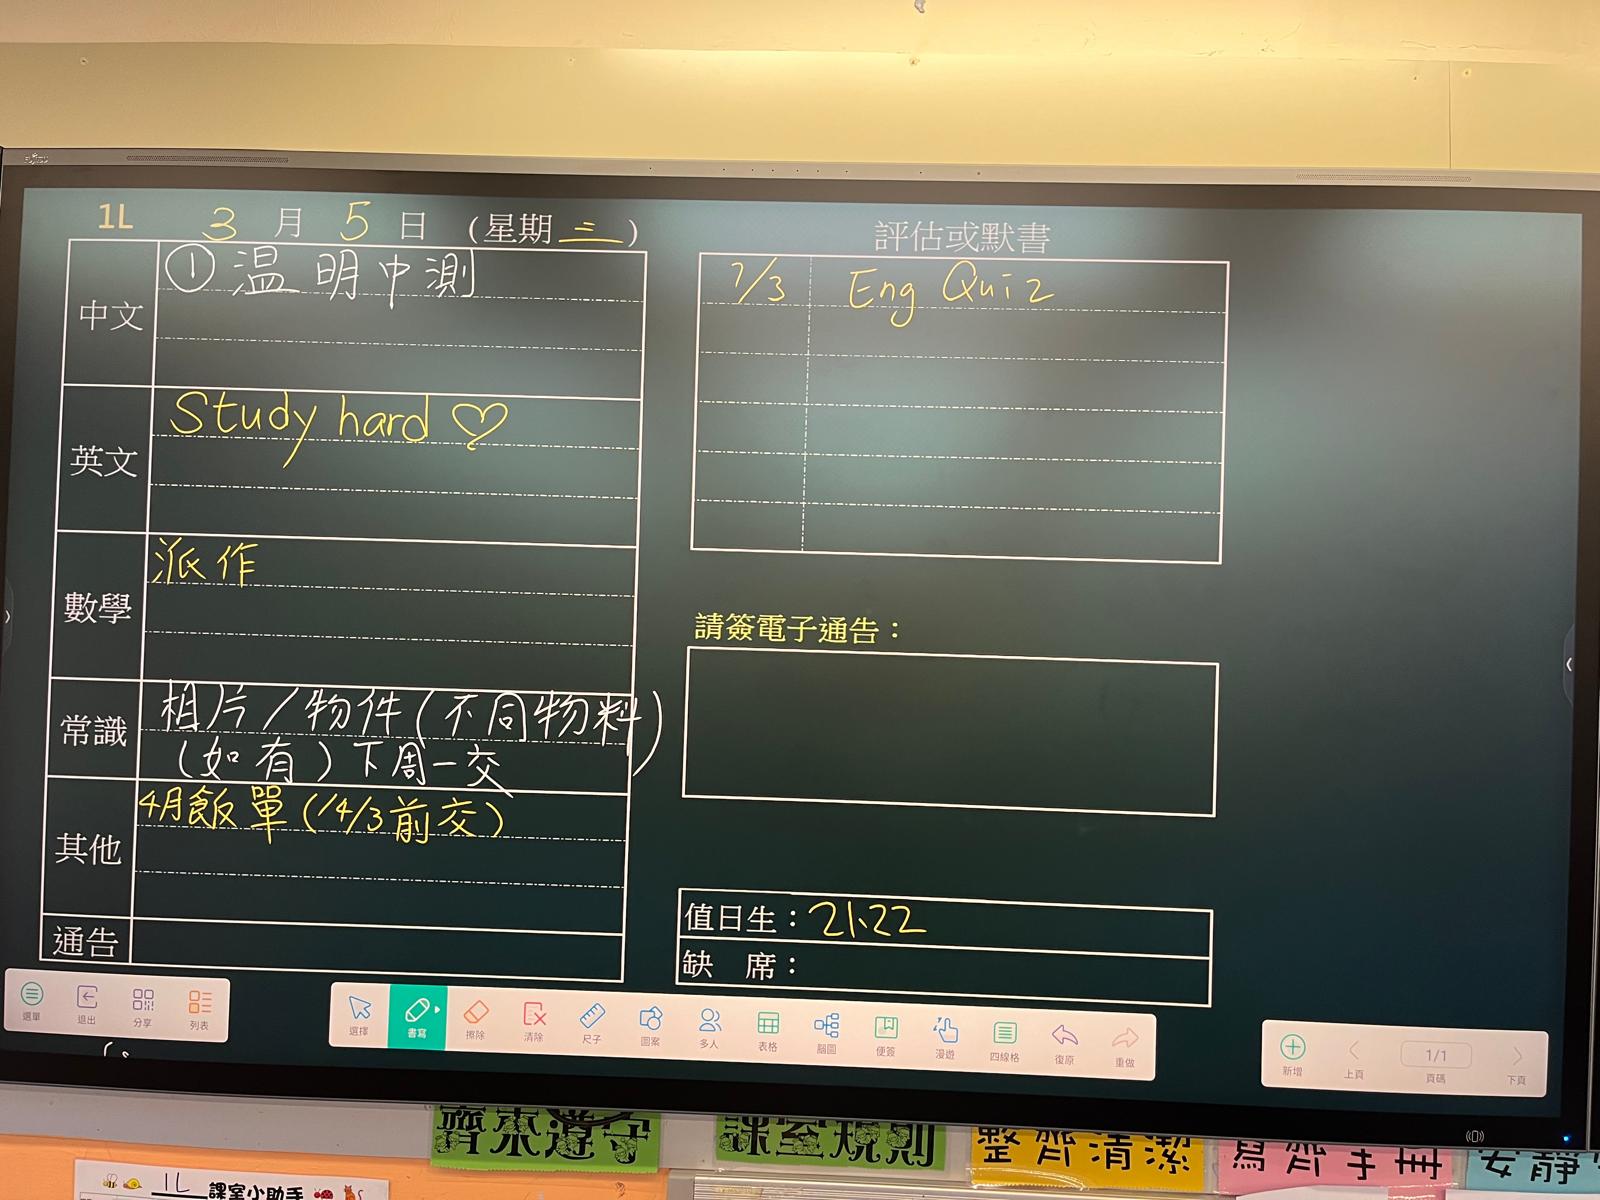 FUJITSU
1L 3月5日 (星期三)
中文
①温明中測
英文
Study hard ♡
數學
派作
常識
相片/物件(不同物料)
(如有)下周一交
其他
4月飯單(14/3前交)
通告
評估或默書
7/3 Eng Quiz
請簽電子通告：
值日生：21、22
缺 席：
選單 退出 分享 列表
選擇 書寫 擦除 清除 尺子 圖案 多人 表格 腦圖 便簽 漫遊 四線格 復原 重做
新增 上頁 1/1 頁碼 下頁
齊來遵守 課室規則 整齊清潔 寫齊手冊 安靜
1L 課室小助手